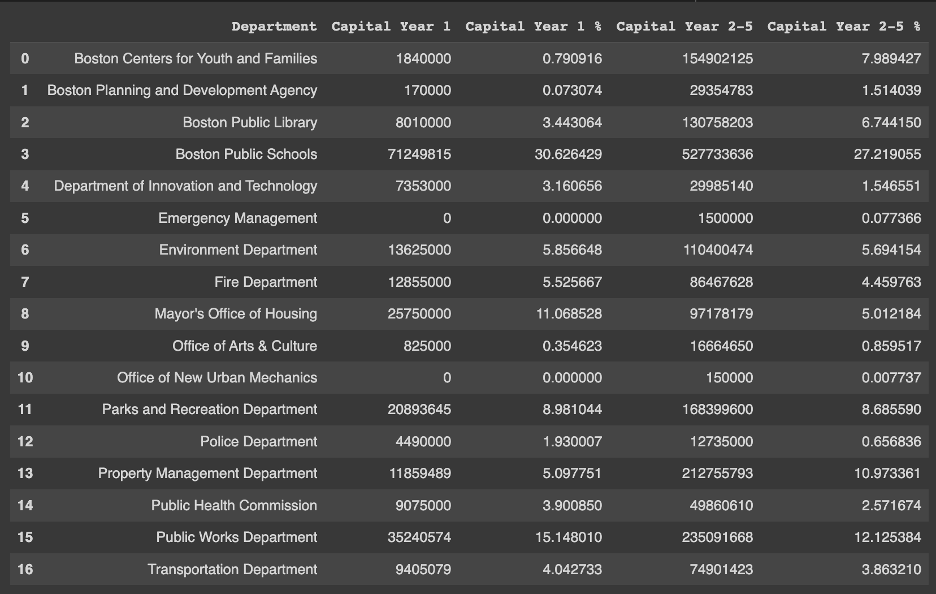 Department Capital Year 1 Capital Year 1 % Capital Year 2-5 Capital Year 2-5 %
0 Boston Centers for Youth and Families 1840000 0.790916 154902125 7.989427
1 Boston Planning and Development Agency 170000 0.073074 29354783 1.514039
2 Boston Public Library 8010000 3.443064 130758203 6.744150
3 Boston Public Schools 71249815 30.626429 527733636 27.219055
4 Department of Innovation and Technology 7353000 3.160656 29985140 1.546551
5 Emergency Management 0 0.000000 1500000 0.077366
6 Environment Department 13625000 5.856648 110400474 5.694154
7 Fire Department 12855000 5.525667 86467628 4.459763
8 Mayor's Office of Housing 25750000 11.068528 97178179 5.012184
9 Office of Arts & Culture 825000 0.354623 16664650 0.859517
10 Office of New Urban Mechanics 0 0.000000 150000 0.007737
11 Parks and Recreation Department 20893645 8.981044 168399600 8.685590
12 Police Department 4490000 1.930007 12735000 0.656836
13 Property Management Department 11859489 5.097751 212755793 10.973361
14 Public Health Commission 9075000 3.900850 49860610 2.571674
15 Public Works Department 35240574 15.148010 235091668 12.125384
16 Transportation Department 9405079 4.042733 74901423 3.863210